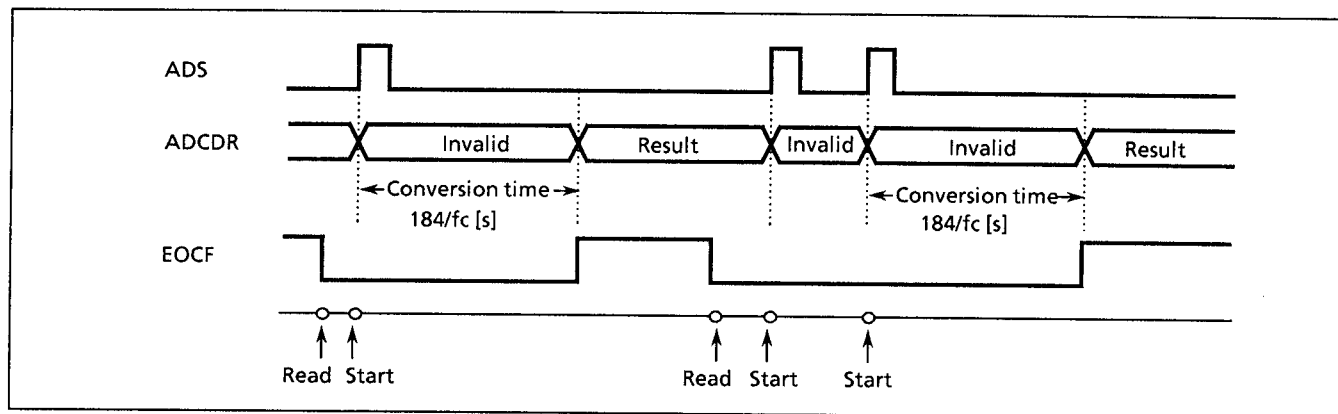 ADS
ADCDR
Invalid
Result
Invalid
Invalid
Result
Conversion time
184/fc [s]
Conversion time
184/fc [s]
EOCF
Read Start
Read Start
Start